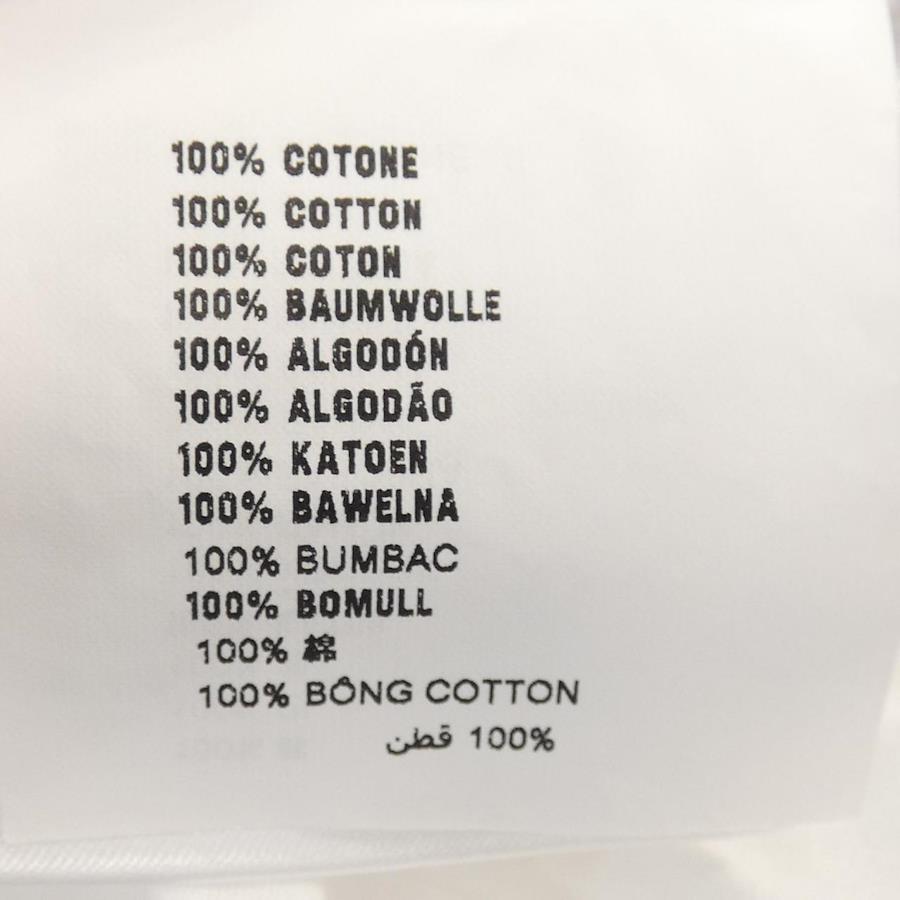 100% COTONE
100% COTTON
100% COTON
100% BAUMWOLLE
100% ALGODÓN
100% ALGODÃO
100% KATOEN
100% BAWELNA
100% BUMBAC
100% BOMULL
100% 棉
100% BÔNG COTTON
100% قطن